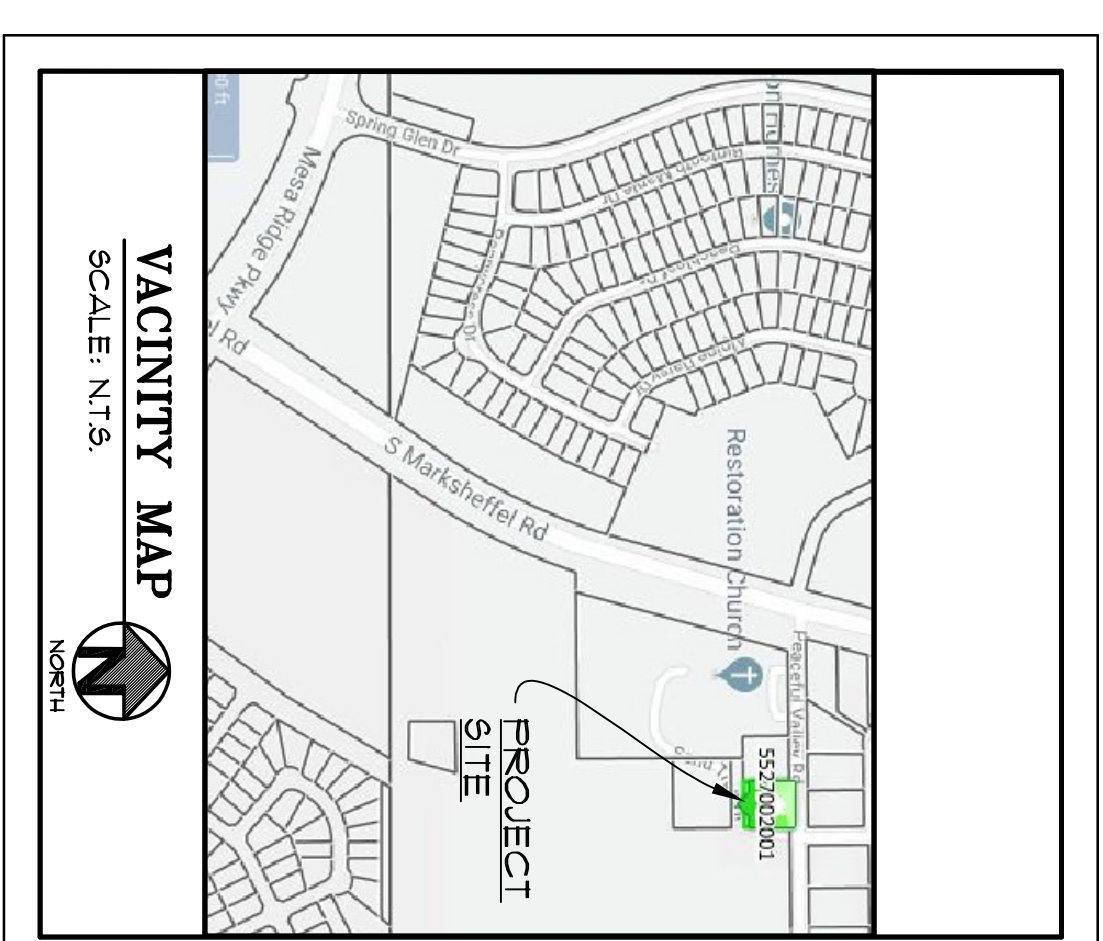 Restoration Church
Peaceful Valley Rd
5527002001
Spring Glen Dr
Mesa Ridge Pkwy
S Marksheffel Rd
l Rd
PROJECT
SITE
VACINITY MAP
SCALE: N.T.S.
N
NORTH